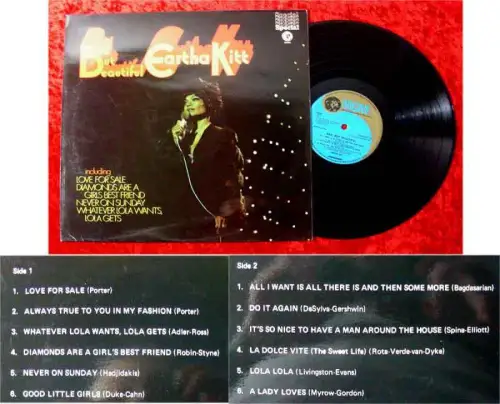 Bad
But
Beautiful Eartha Kitt
Special
including
LOVE FOR SALE
DIAMONDS ARE A
GIRLS BEST FRIEND
NEVER ON SUNDAY
WHATEVER LOLA WANTS,
LOLA GETS
Side 1
1. LOVE FOR SALE (Porter)
2. ALWAYS TRUE TO YOU IN MY FASHION (Porter)
3. WHATEVER LOLA WANTS, LOLA GETS (Adler-Ross)
4. DIAMONDS ARE A GIRL'S BEST FRIEND (Robin-Styne)
5. NEVER ON SUNDAY (Hadjidakis)
6. GOOD LITTLE GIRLS (Duke-Cahn)
Side 2
1. ALL I WANT IS ALL THERE IS AND THEN SOME MORE (Bagdasarian)
2. DO IT AGAIN (DeSylva-Gershwin)
3. IT'S SO NICE TO HAVE A MAN AROUND THE HOUSE (Spine-Elliott)
4. LA DOLCE VITE (The Sweet Life) (Rota-Verde-van-Dyke)
5. LOLA LOLA (Livingston-Evans)
6. A LADY LOVES (Myrow-Gordon)